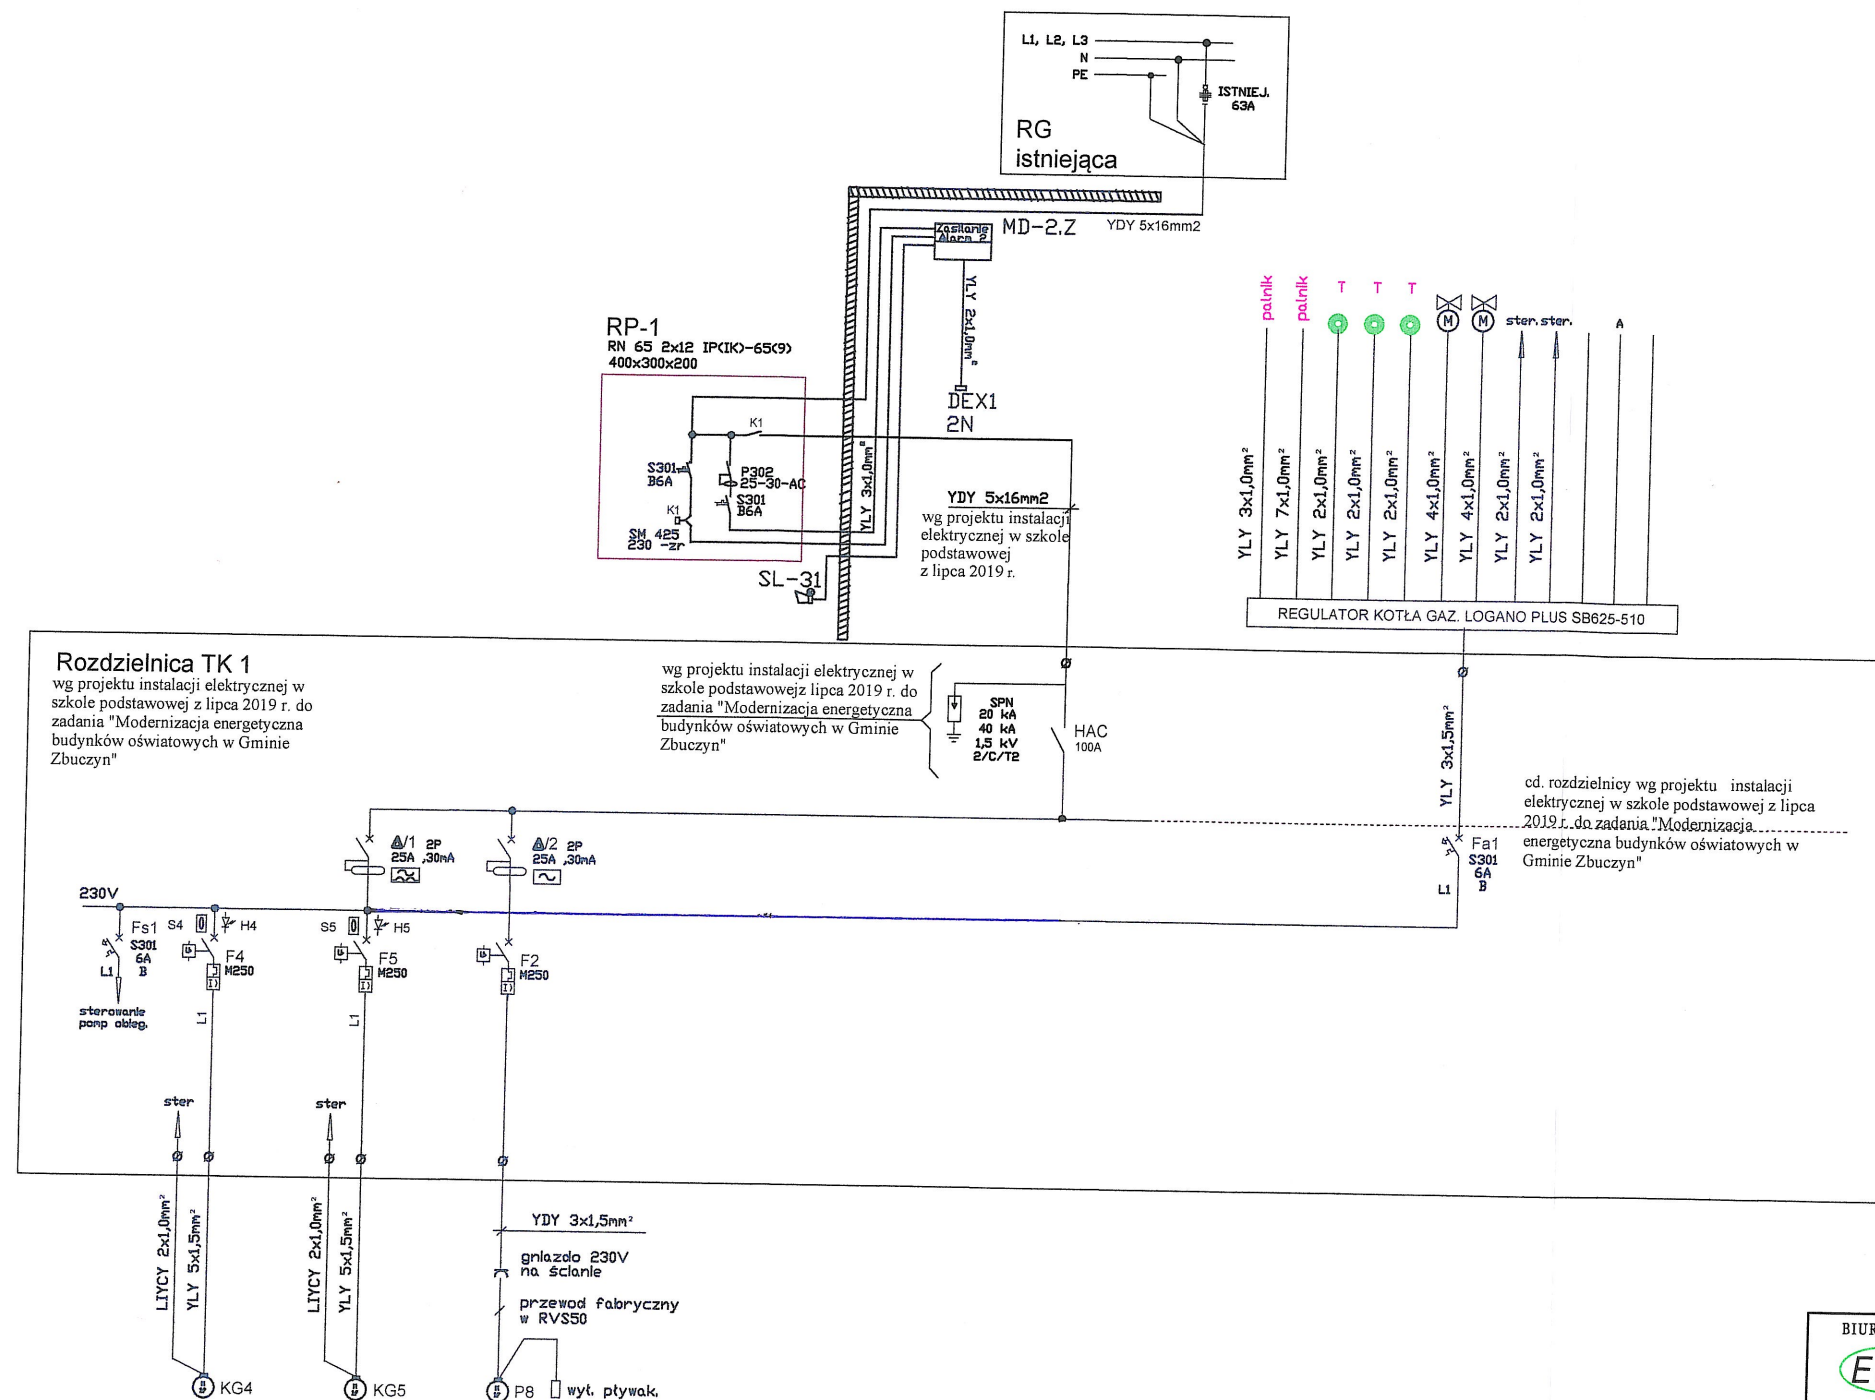 L1, L2, L3
N
PE
ISTNIEJ.
63A
RG
istniejąca
YDY 5x16mm2
Zasilanie
Alarm 2
MD-2.Z
YLY 2x1,0mm²
DEX1
2N
RP-1
RN 65 2x12 IP(IK)-65(9)
400x300x200
K1
S301
B6A
P302
25-30-AC
S301
B6A
K1
SM 425
230 -zr
YLY 3x1,0mm²
SL-31
YDY 5x16mm2
wg projektu instalacji
elektrycznej w szkole
podstawowej
z lipca 2019 r.
palnik
palnik
T
T
T
M
M
ster.
ster.
A
YLY 3x1,0mm²
YLY 7x1,0mm²
YLY 2x1,0mm²
YLY 2x1,0mm²
YLY 2x1,0mm²
YLY 4x1,0mm²
YLY 4x1,0mm²
YLY 2x1,0mm²
YLY 2x1,0mm²
REGULATOR KOTŁA GAZ. LOGANO PLUS SB625-510
Rozdzielnica TK 1
wg projektu instalacji elektrycznej w
szkole podstawowej z lipca 2019 r. do
zadania "Modernizacja energetyczna
budynków oświatowych w Gminie
Zbuczyn"
wg projektu instalacji elektrycznej w
szkole podstawowejz lipca 2019 r. do
zadania "Modernizacja energetyczna
budynków oświatowych w Gminie
Zbuczyn"
SPN
20 kA
40 kA
1,5 kV
2/C/T2
HAC
100A
YLY 3x1,5mm²
cd. rozdzielnicy wg projektu instalacji
elektrycznej w szkole podstawowej z lipca
2019 r. do zadania "Modernizacja
energetyczna budynków oświatowych w
Gminie Zbuczyn"
Fa1
S301
6A
B
L1
Δ/1 2P
25A ,30mA
Δ/2 2P
25A ,30mA
230V
Fs1
S301
6A
B
L1
sterowanie
pomp obieg.
S4
H4
F4
M250
L1
S5
H5
F5
M250
L1
F2
M250
ster
ster
LIYCY 2x1,0mm²
YLY 5x1,5mm²
LIYCY 2x1,0mm²
YLY 5x1,5mm²
YDY 3x1,5mm²
gniazdo 230V
na ścianie
przewod fabryczny
w RVS50
KG4
KG5
P8
wył. pływak.
BIUR
E